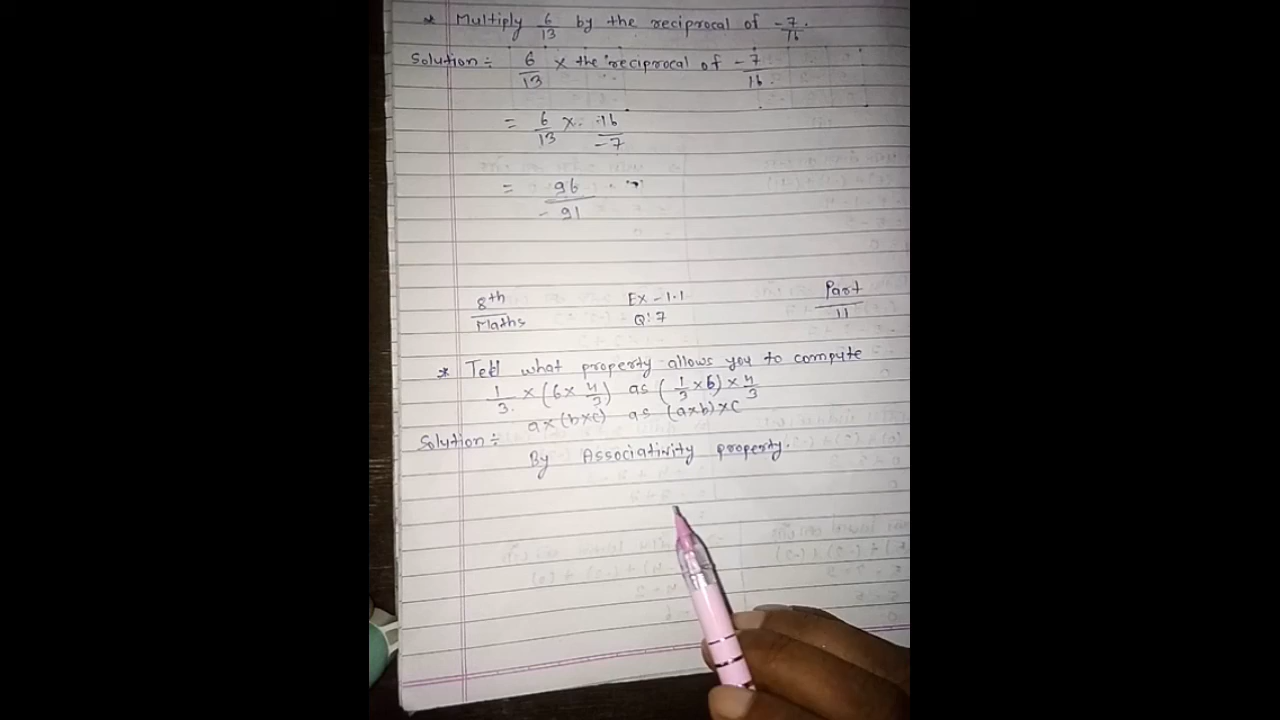 * Multiply 6/13 by the reciprocal of -7/16.
Solution ÷ 6/13 x the reciprocal of -7/16.
= 6/13 x 16/-7
= 96/-91
8th Maths Ex - 1.1 Q:7 Part 11
* Tell what property allows you to compute
1/3 x (6 x 4/3) as (1/3 x 6) x 4/3
a x (b x c) as (a x b) x c
Solution ÷
By Associativity property.